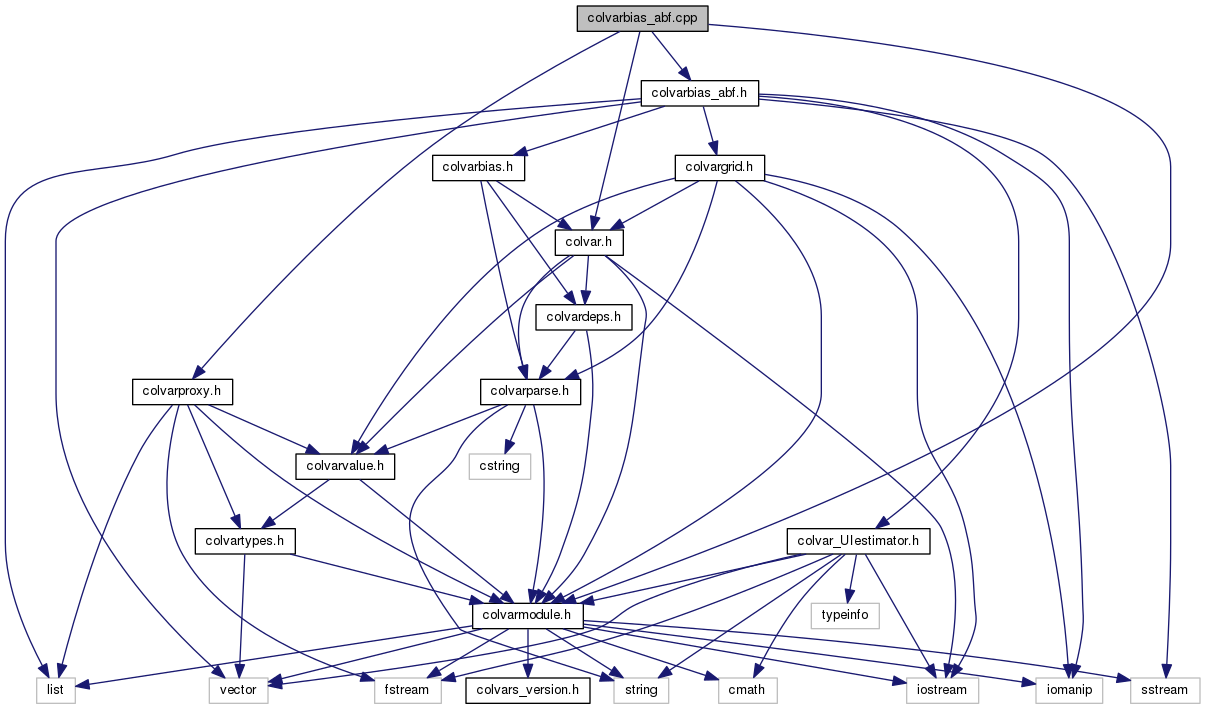 colvarbias_abf.cpp
colvarbias_abf.h
colvarbias.h
colvargrid.h
colvar.h
colvardeps.h
colvarproxy.h
colvarparse.h
colvarvalue.h
cstring
colvartypes.h
colvar_UIestimator.h
colvarmodule.h
typeinfo
list
vector
fstream
colvars_version.h
string
cmath
iostream
iomanip
sstream